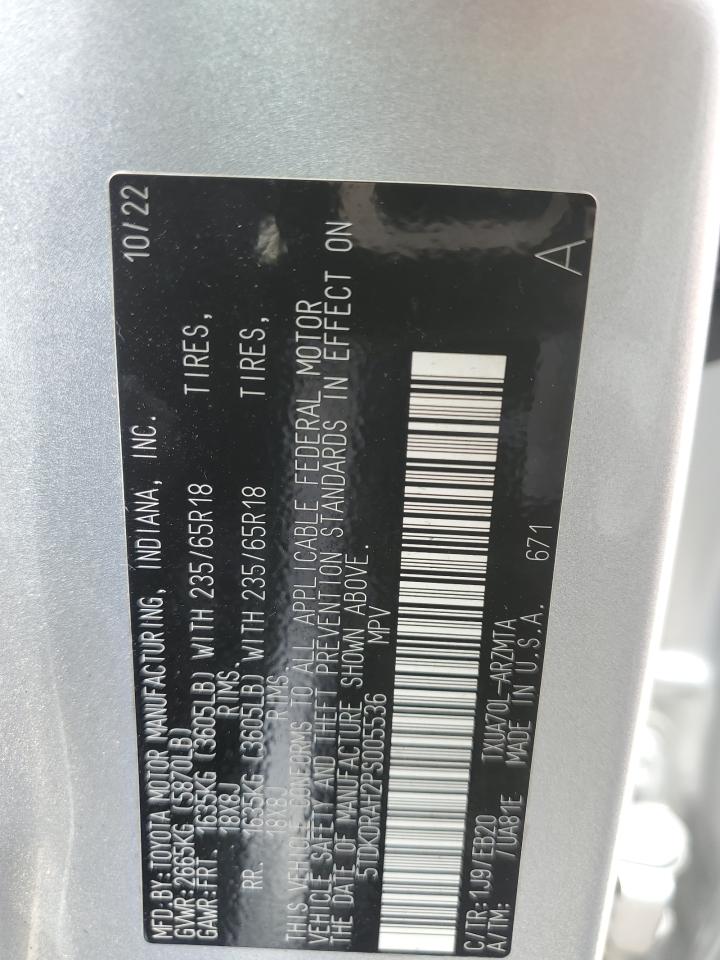 MFD.BY:TOYOTA MOTOR MANUFACTURING, INDIANA, INC. 10/22
GVWR:2665KG (5870LB)
GAWR:FRT. 1635KG (3605LB) WITH 235/65R18 TIRES,
18X8J RIMS.
RR. 1635KG (3605LB) WITH 235/65R18 TIRES,
18X8J RIMS.
THIS VEHICLE CONFORMS TO ALL APPLICABLE FEDERAL MOTOR
VEHICLE SAFETY AND THEFT PREVENTION STANDARDS IN EFFECT ON
THE DATE OF MANUFACTURE SHOWN ABOVE.
5TDK0RAH2PS005536 MPV
C/TR:1J9/EB20 TXUA70L-ARZMTA
A/TM: /UA81E MADE IN U.S.A. 671 A